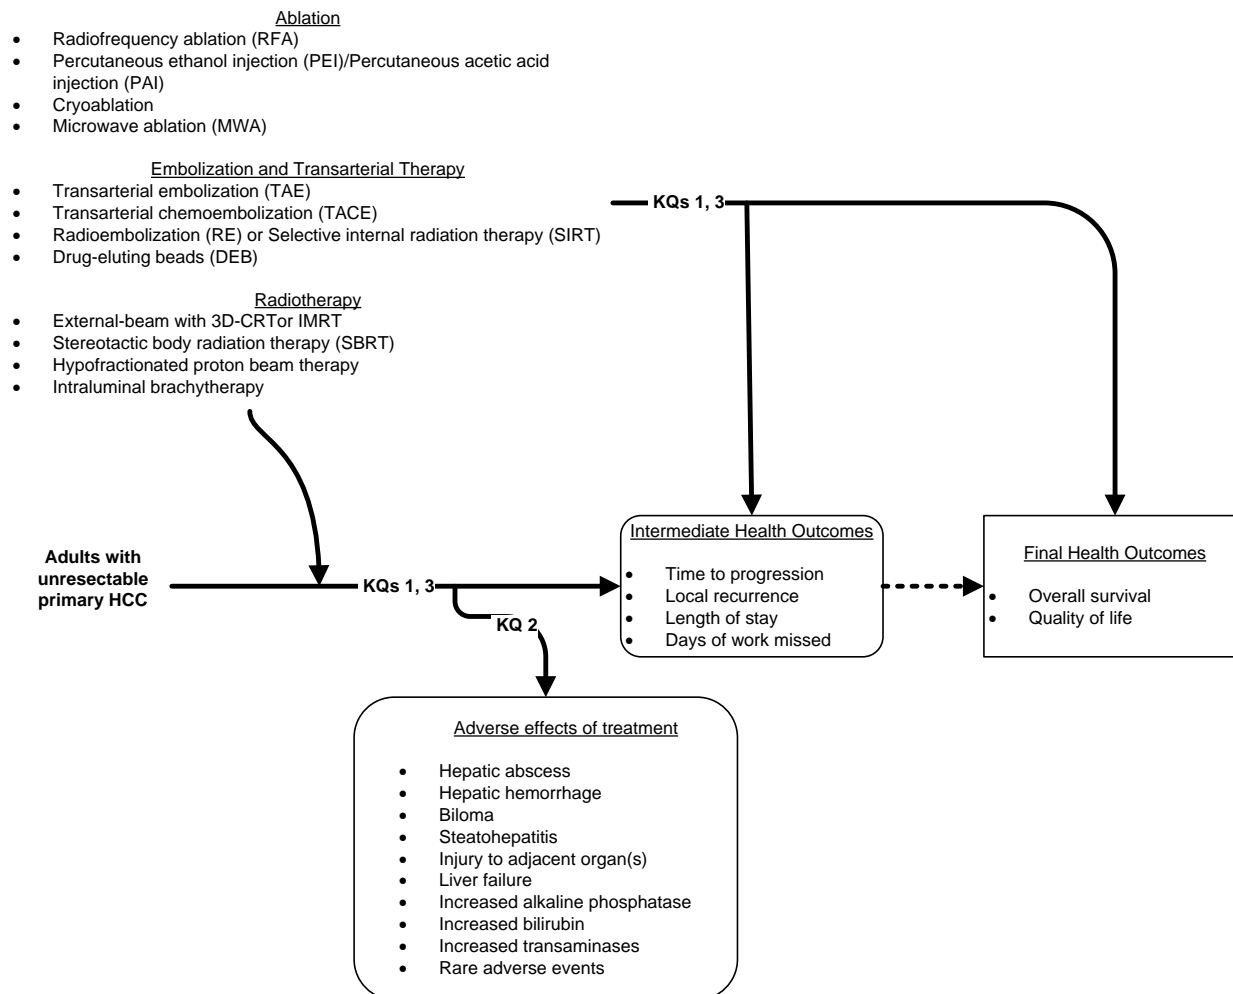 Ablation
• Radiofrequency ablation (RFA)
• Percutaneous ethanol injection (PEI)/Percutaneous acetic acid
injection (PAI)
• Cryoablation
• Microwave ablation (MWA)
Embolization and Transarterial Therapy
• Transarterial embolization (TAE)
• Transarterial chemoembolization (TACE)
• Radioembolization (RE) or Selective internal radiation therapy (SIRT)
• Drug-eluting beads (DEB)
KQs 1, 3
Radiotherapy
• External-beam with 3D-CRTor IMRT
• Stereotactic body radiation therapy (SBRT)
• Hypofractionated proton beam therapy
• Intraluminal brachytherapy
Adults with
unresectable
primary HCC
KQs 1, 3
KQ 2
Intermediate Health Outcomes
• Time to progression
• Local recurrence
• Length of stay
• Days of work missed
Final Health Outcomes
• Overall survival
• Quality of life
Adverse effects of treatment
• Hepatic abscess
• Hepatic hemorrhage
• Biloma
• Steatohepatitis
• Injury to adjacent organ(s)
• Liver failure
• Increased alkaline phosphatase
• Increased bilirubin
• Increased transaminases
• Rare adverse events